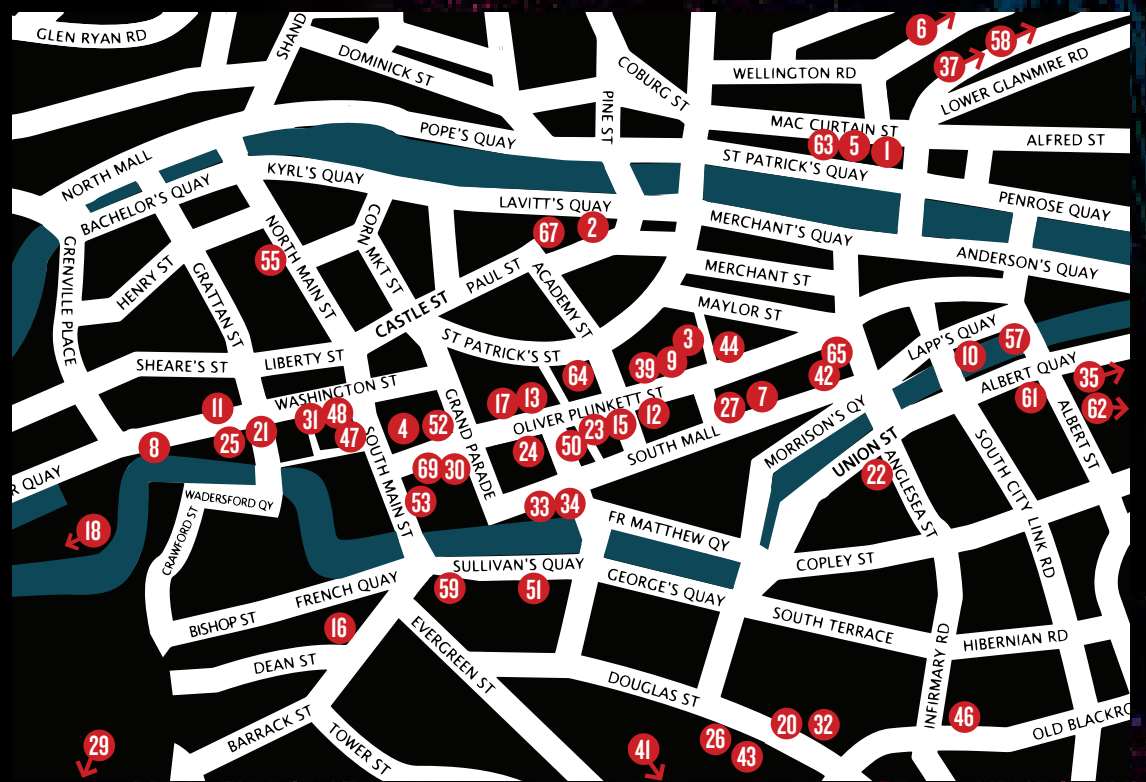 GLEN RYAN RD
SHAND
DOMINICK ST
COBURG ST
WELLINGTON RD
6
58
37
LOWER GLANMIRE RD
PINE ST
POPE'S QUAY
MAC CURTAIN ST
63
5
1
ALFRED ST
NORTH MALL
BACHELOR'S QUAY
KYRL'S QUAY
LAVITT'S QUAY
ST PATRICK'S QUAY
PENROSE QUAY
MERCHANT'S QUAY
ANDERSON'S QUAY
67
2
CORN MKT ST
NORTH MAIN ST
55
GRENVILLE PLACE
HENRY ST
GRATTAN ST
PAUL ST
CASTLE ST
ACADEMY ST
MERCHANT ST
MAYLOR ST
ST PATRICK'S ST
SHEARE'S ST
LIBERTY ST
WASHINGTON ST
GRAND PARADE
OLIVER PLUNKETT ST
SOUTH MALL
3
9
39
44
64
65
42
LAPP'S QUAY
57
10
ALBERT QUAY
35
62
61
ALBERT ST
11
8
25
21
31
48
47
4
52
17
13
12
15
23
50
24
27
7
MORRISON'S QY
UNION ST
22
ANGLESEA ST
SOUTH CITY LINK RD
R QUAY
18
WADERSFORD QY
CRAWFORD ST
SOUTH MAIN ST
69
30
53
33
34
FR MATTHEW QY
COPLEY ST
SULLIVAN'S QUAY
GEORGE'S QUAY
59
51
FRENCH QUAY
BISHOP ST
16
DEAN ST
EVERGREEN ST
SOUTH TERRACE
HIBERNIAN RD
INFIRMARY RD
DOUGLAS ST
BARRACK ST
TOWER ST
29
41
26
43
20
32
46
OLD BLACKRO